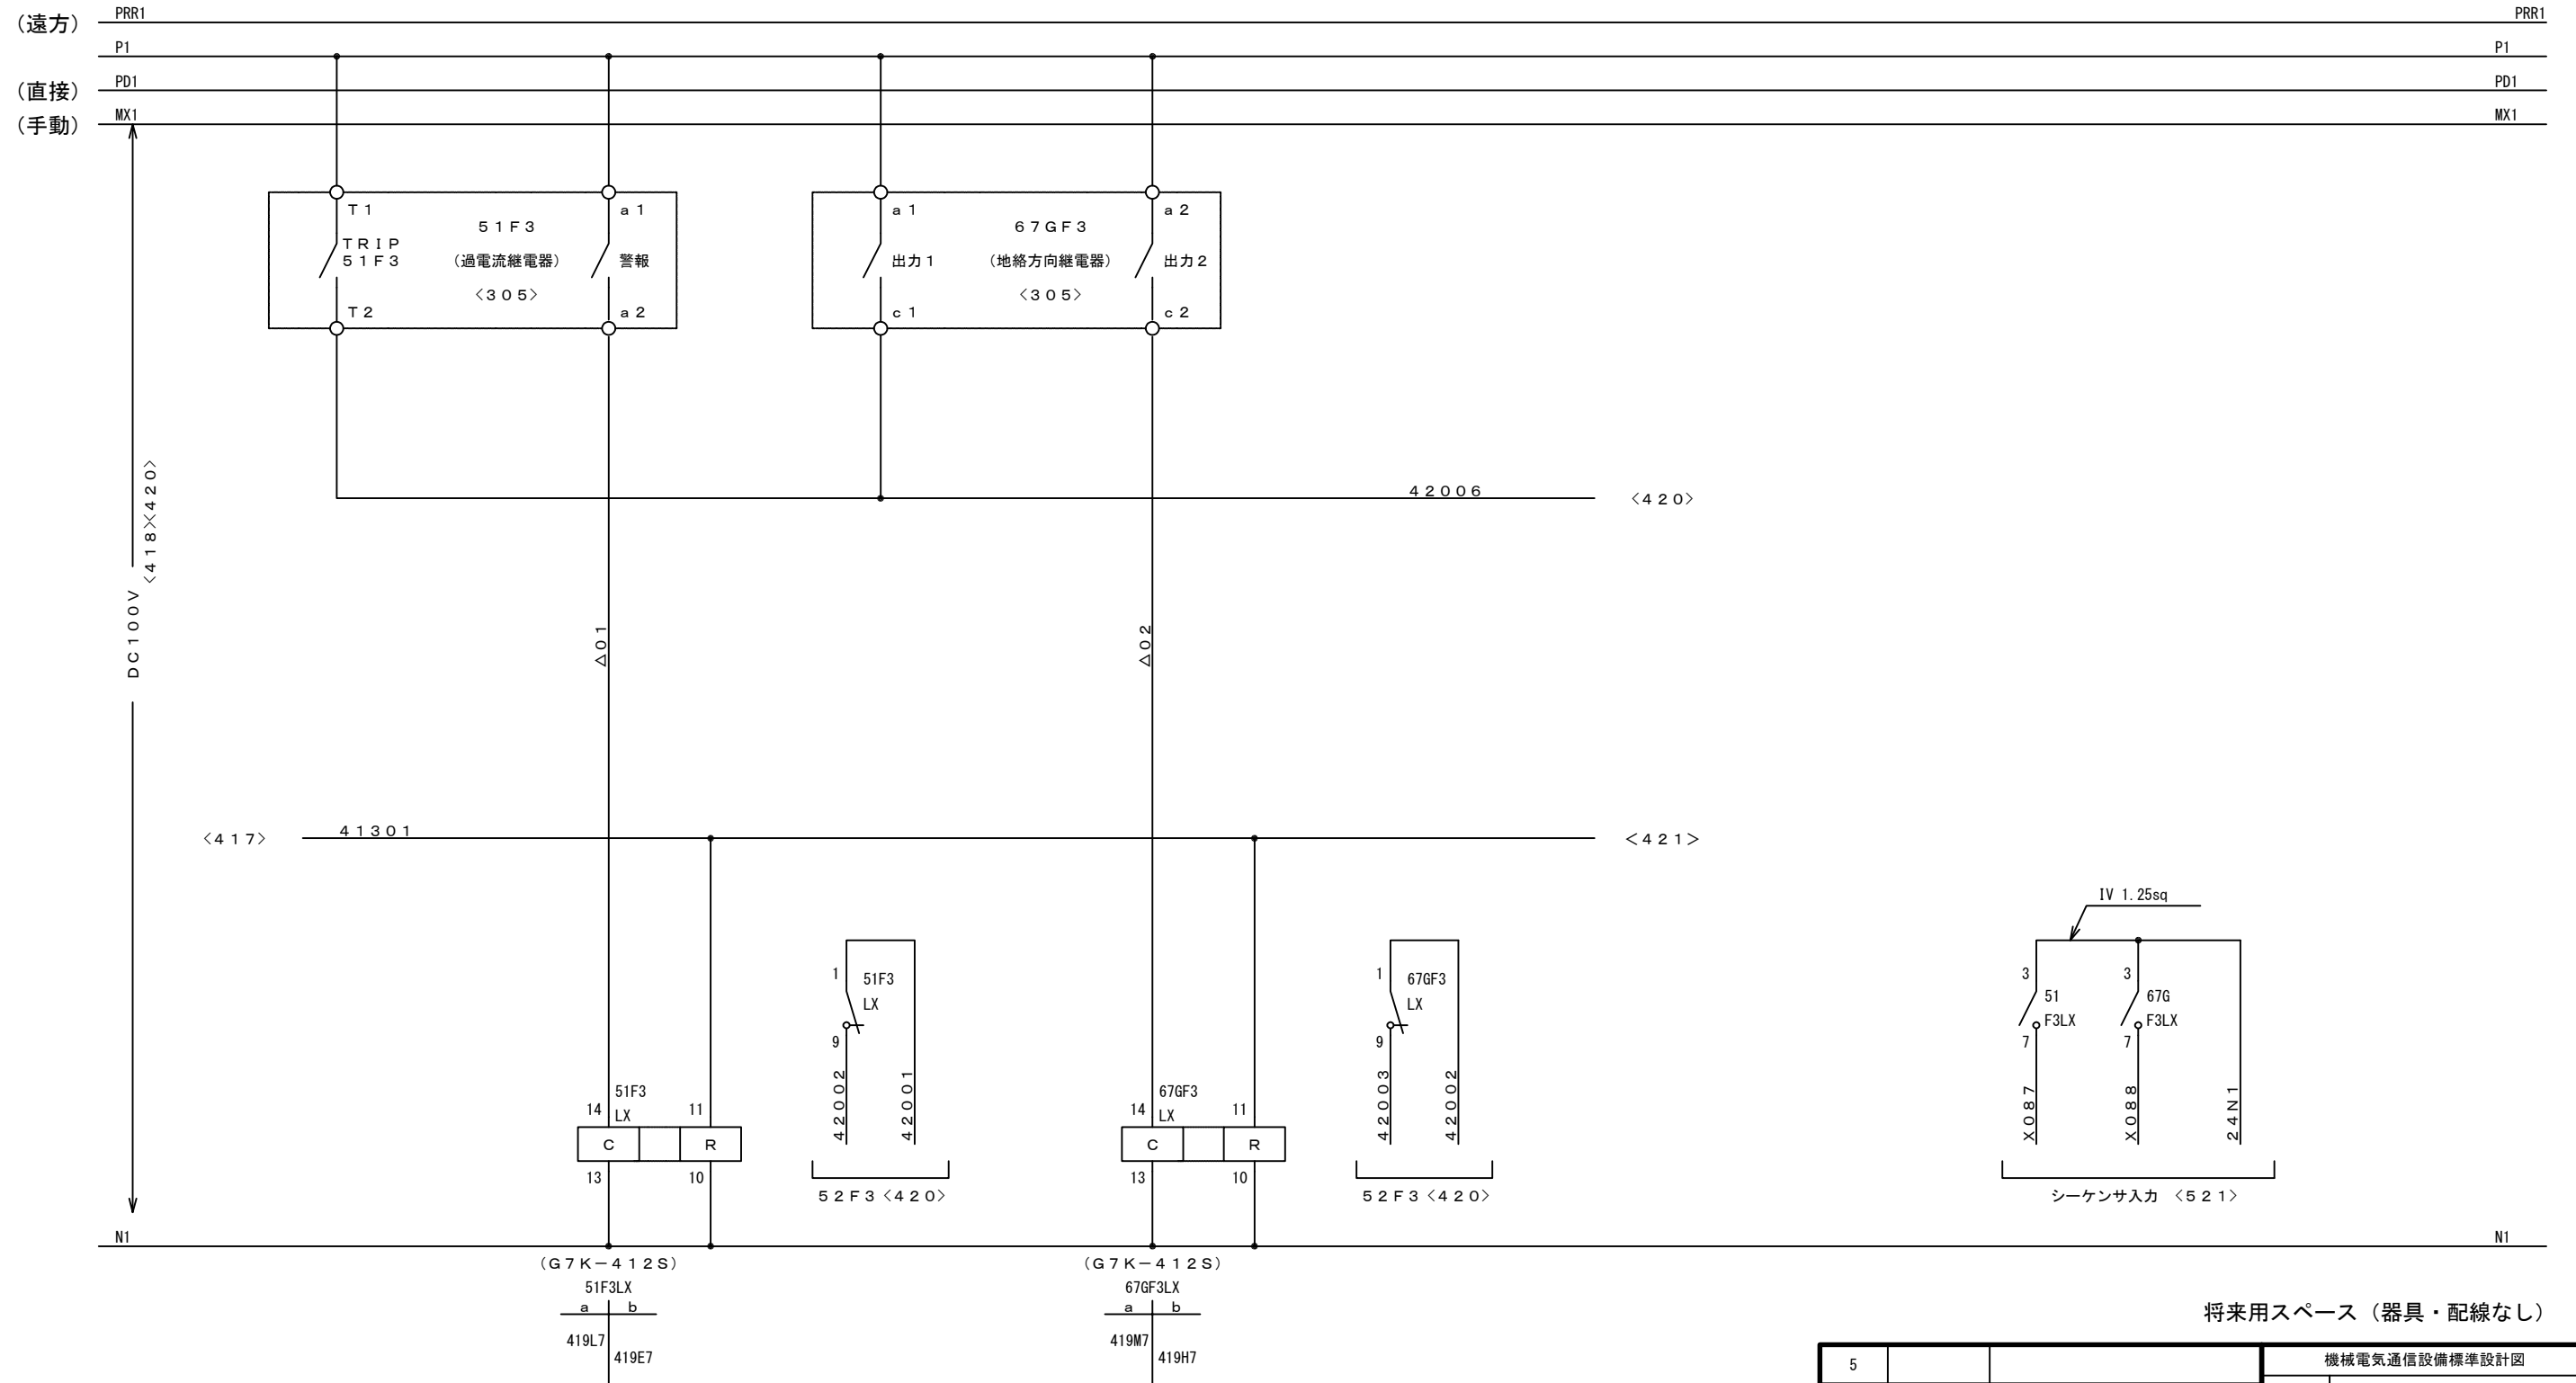 (遠方) PRR1 PRR1
P1 P1
(直接) PD1 PD1
(手動) MX1 MX1
T1 a1 a1 a2
51F3 67GF3
TRIP
51F3 (過電流継電器) 警報 出力1 (地絡方向継電器) 出力2
<305> <305>
T2 a2 c1 c2
DC100V
<418><420>
42006 <420>
△01 △02
<417> 41301 <421>
IV 1.25sq
1 51F3
LX
9
42002
42001
52F3<420>
1 67GF3
LX
9
42003
42002
52F3<420>
3 51
F3LX
7
X087
3 67G
F3LX
7
X088
24N1
シーケンサ入力 <521>
51F3
14 LX 11
C R
13 10
67GF3
14 LX 11
C R
13 10
N1 N1
(G7K-412S) (G7K-412S)
51F3LX 67GF3LX
a b a b
419L7 419M7
419E7 419H7
将来用スペース(器具・配線なし)
5 機械電気通信設備標準設計図